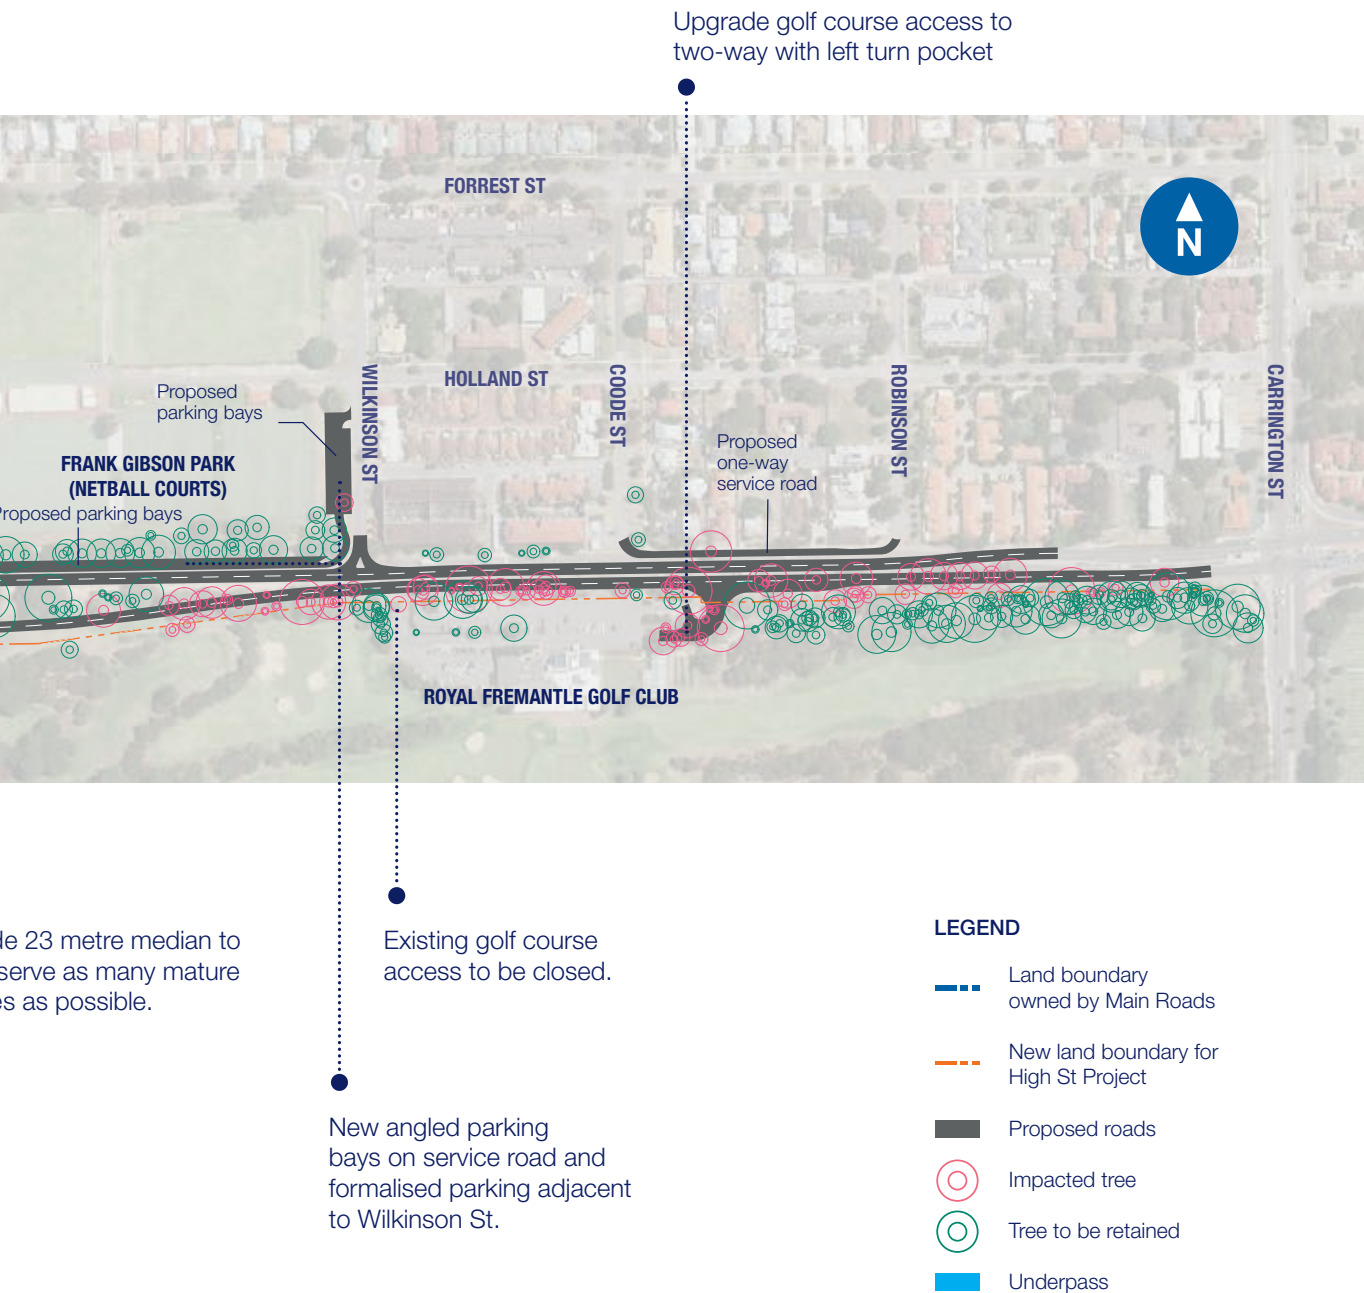 Upgrade golf course access to
two-way with left turn pocket
FORREST ST
N
WILKINSON ST
HOLLAND ST
COODE ST
ROBINSON ST
CARRINGTON ST
Proposed
parking bays
FRANK GIBSON PARK
(NETBALL COURTS)
Proposed parking bays
Proposed
one-way
service road
ROYAL FREMANTLE GOLF CLUB
23 metre median to
as many mature
as possible.
Existing golf course
access to be closed.
New angled parking
bays on service road and
formalised parking adjacent
to Wilkinson St.
LEGEND
Land boundary
owned by Main Roads
New land boundary for
High St Project
Proposed roads
Impacted tree
Tree to be retained
Underpass